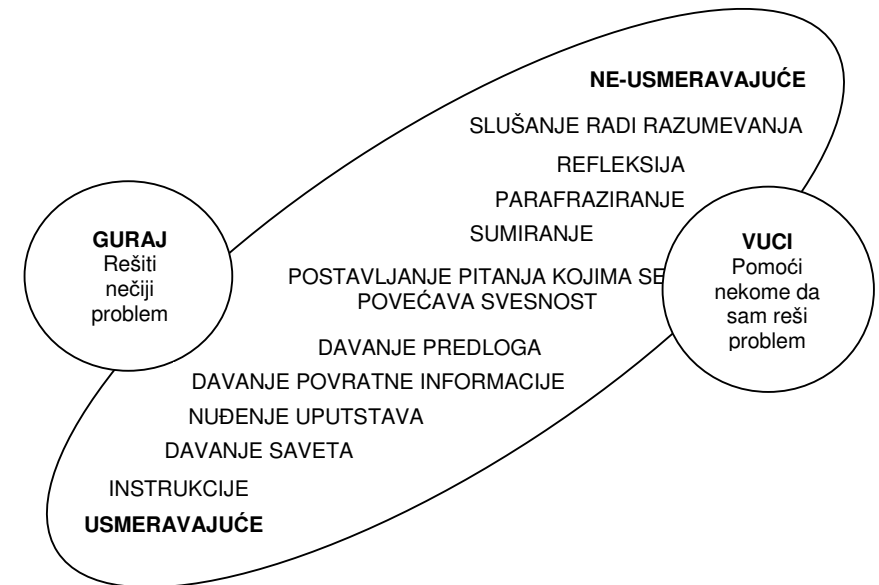 NE-USMERAVAJUĆE
SLUŠANJE RADI RAZUMEVANJA
REFLEKSIJA
PARAFRAZIRANJE
SUMIRANJE
GURAJ
Rešiti
nečiji
problem
POSTAVLJANJE PITANJA KOJIMA SE
POVEĆAVA SVESNOST
VUCI
Pomoći
nekome da
sam reši
problem
DAVANJE PREDLOGA
DAVANJE POVRATNE INFORMACIJE
NUĐENJE UPUTSTAVA
DAVANJE SAVETA
INSTRUKCIJE
USMERAVAJUĆE